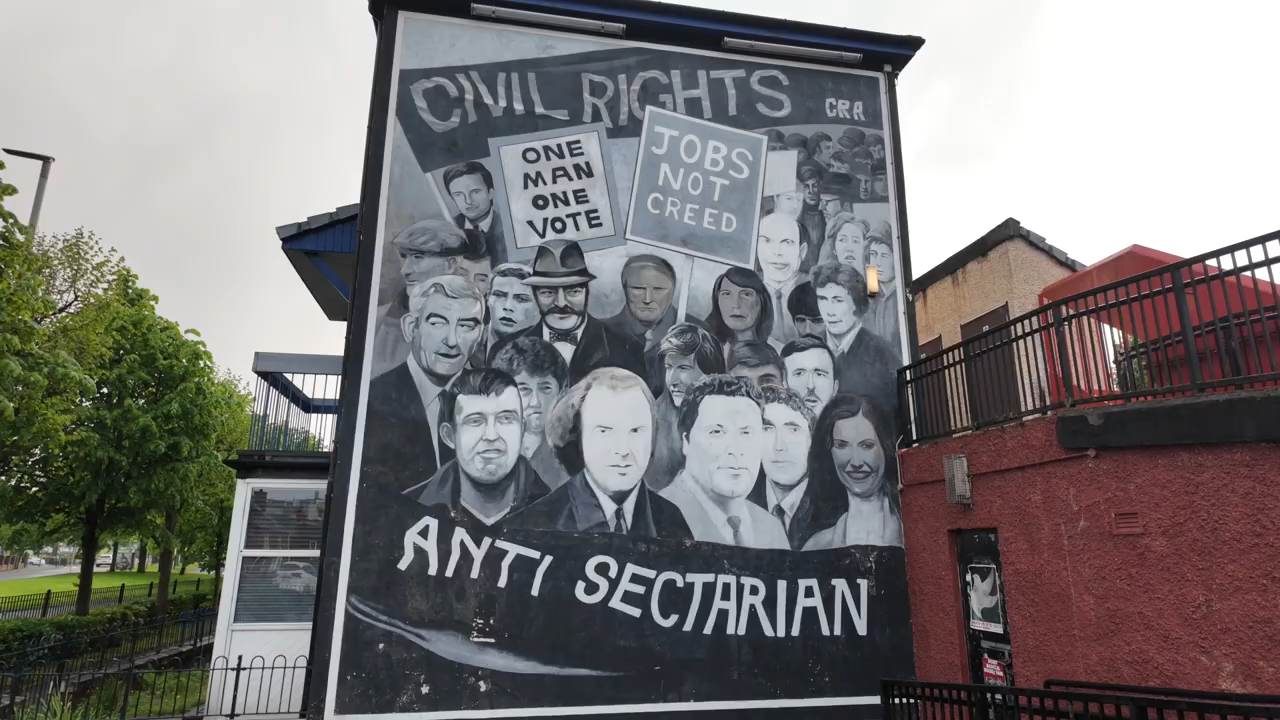 CIVIL RIGHTS CRA
ONE
MAN
ONE
VOTE
JOBS
NOT
CREED
ANTI SECTARIAN